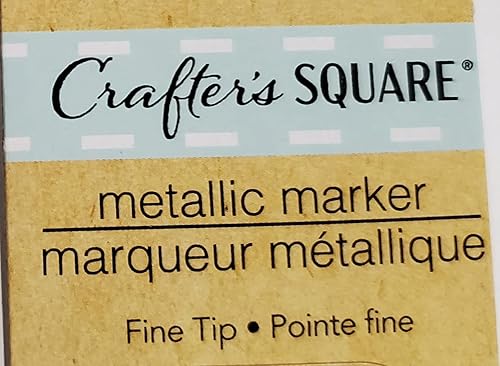 Crafter's SQUARE®
metallic marker
marqueur métallique
Fine Tip • Pointe fine